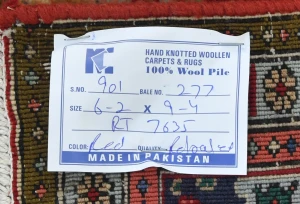 HAND KNOTTED WOOLLEN
CARPETS & RUGS
100% Wool Pile
S.NO. 901 BALE NO. 277
SIZE 6-2 x 9-4
RT 7635
COLOR: Red QUALITY:
MADE IN PAKISTAN